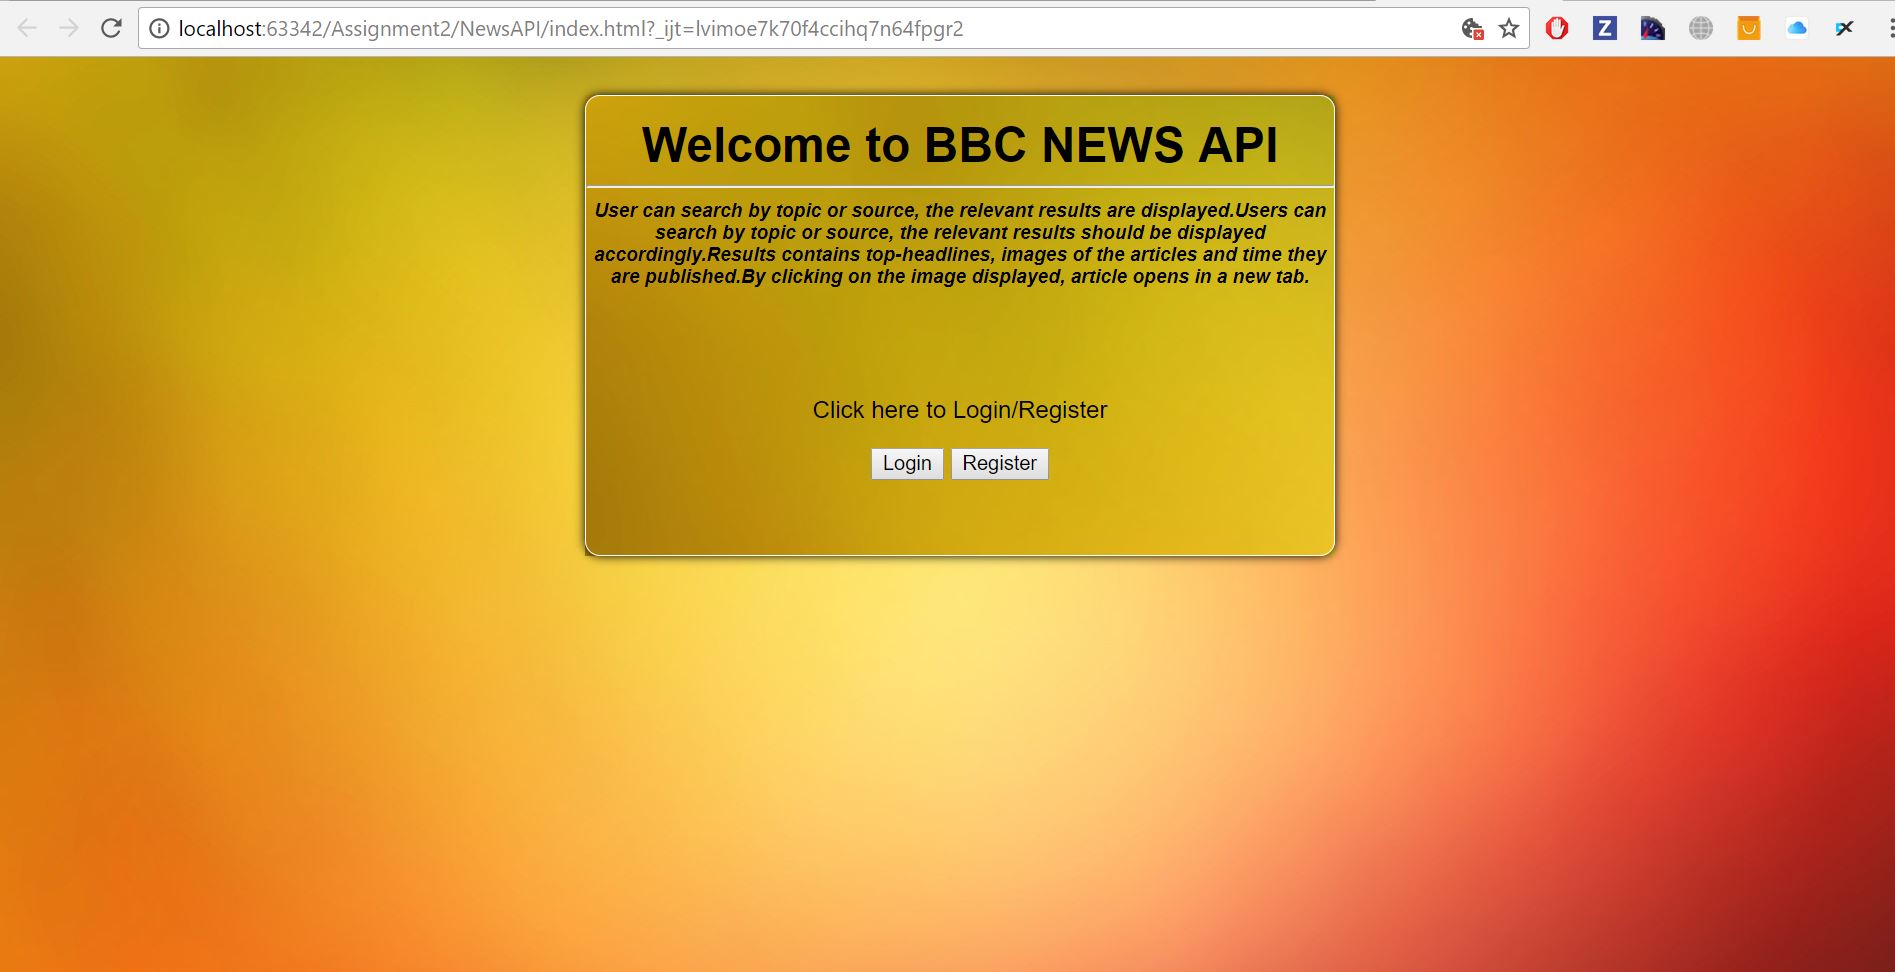 localhost:63342/Assignment2/NewsAPI/index.html?_ijt=lvimoe7k70f4ccihq7n64fpgr2
Z
Welcome to BBC NEWS API
User can search by topic or source, the relevant results are displayed.Users can
search by topic or source, the relevant results should be displayed
accordingly.Results contains top-headlines, images of the articles and time they
are published.By clicking on the image displayed, article opens in a new tab.
Click here to Login/Register
Login Register